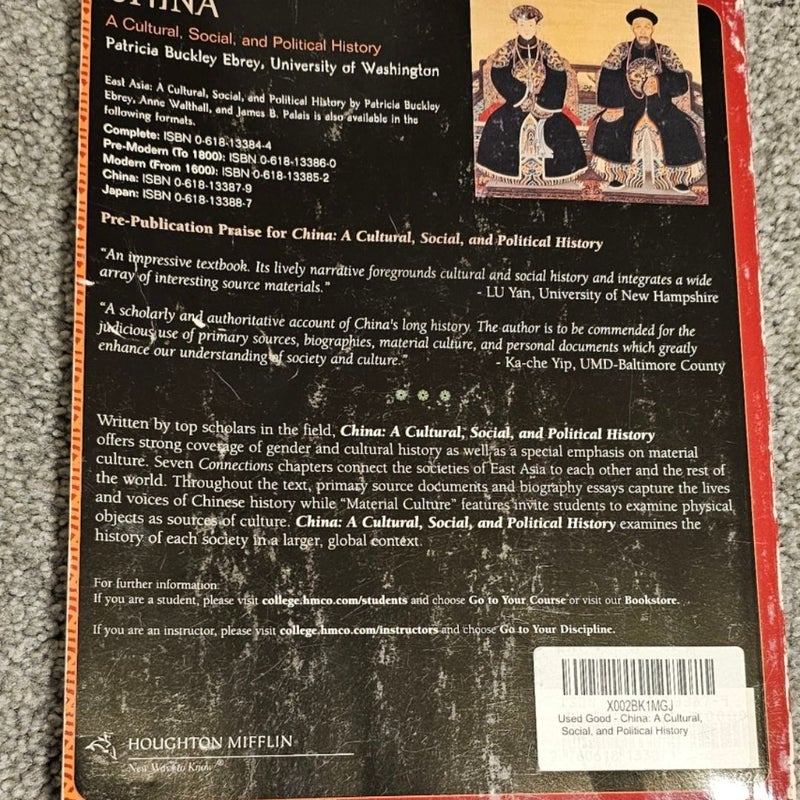 CHINA
A Cultural, Social, and Political History
Patricia Buckley Ebrey, University of Washington
East Asia: A Cultural, Social, and Political History by Patricia Buckley
Ebrey, Anne Walthall, and James B. Palais is also available in the
following formats.
Complete: ISBN 0-618-13384-4
Pre-Modern (To 1800): ISBN 0-618-13386-0
Modern (From 1600): ISBN 0-618-13385-2
China: ISBN 0-618-13387-9
Japan: ISBN 0-618-13388-7
Pre-Publication Praise for China: A Cultural, Social, and Political History
"An impressive textbook. Its lively narrative foregrounds cultural and social history and integrates a wide
array of interesting source materials."
- LU Yan, University of New Hampshire
"A scholarly and authoritative account of China's long history. The author is to be commended for the
judicious use of primary sources, biographies, material culture, and personal documents which greatly
enhance our understanding of society and culture."
- Ka-che Yip, UMD-Baltimore County
Written by top scholars in the field, China: A Cultural, Social, and Political History
offers strong coverage of gender and cultural history as well as a special emphasis on material
culture. Seven Connections chapters connect the societies of East Asia to each other and the rest of
the world. Throughout the text, primary source documents and biography essays capture the lives
and voices of Chinese history while "Material Culture" features invite students to examine physical
objects as sources of culture. China: A Cultural, Social, and Political History examines the
history of each society in a larger, global context.
For further information:
If you are a student, please visit college.hmco.com/students and choose Go to Your Course or visit our Bookstore.
If you are an instructor, please visit college.hmco.com/instructors and choose Go to Your Discipline.
X002BK1MGJ
Used Good - China: A Cultural,
Social, and Political History
HOUGHTON MIFFLIN
New Ways to Know®